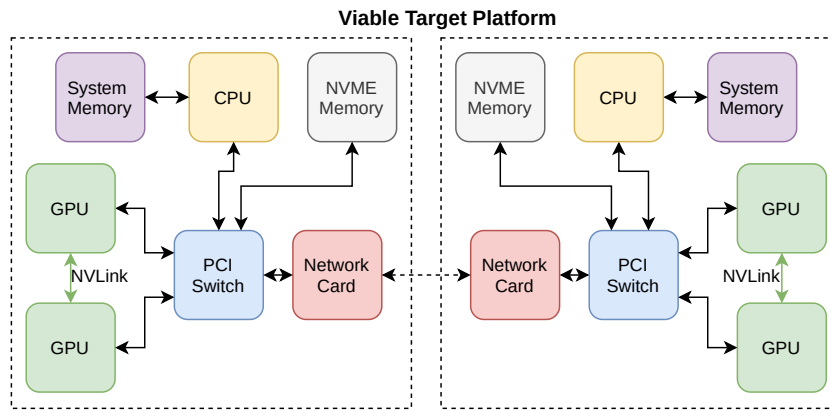 Viable Target Platform
System
Memory
CPU
NVME
Memory
NVME
Memory
CPU
System
Memory
GPU
NVLink
GPU
PCI
Switch
Network
Card
Network
Card
PCI
Switch
GPU
NVLink
GPU